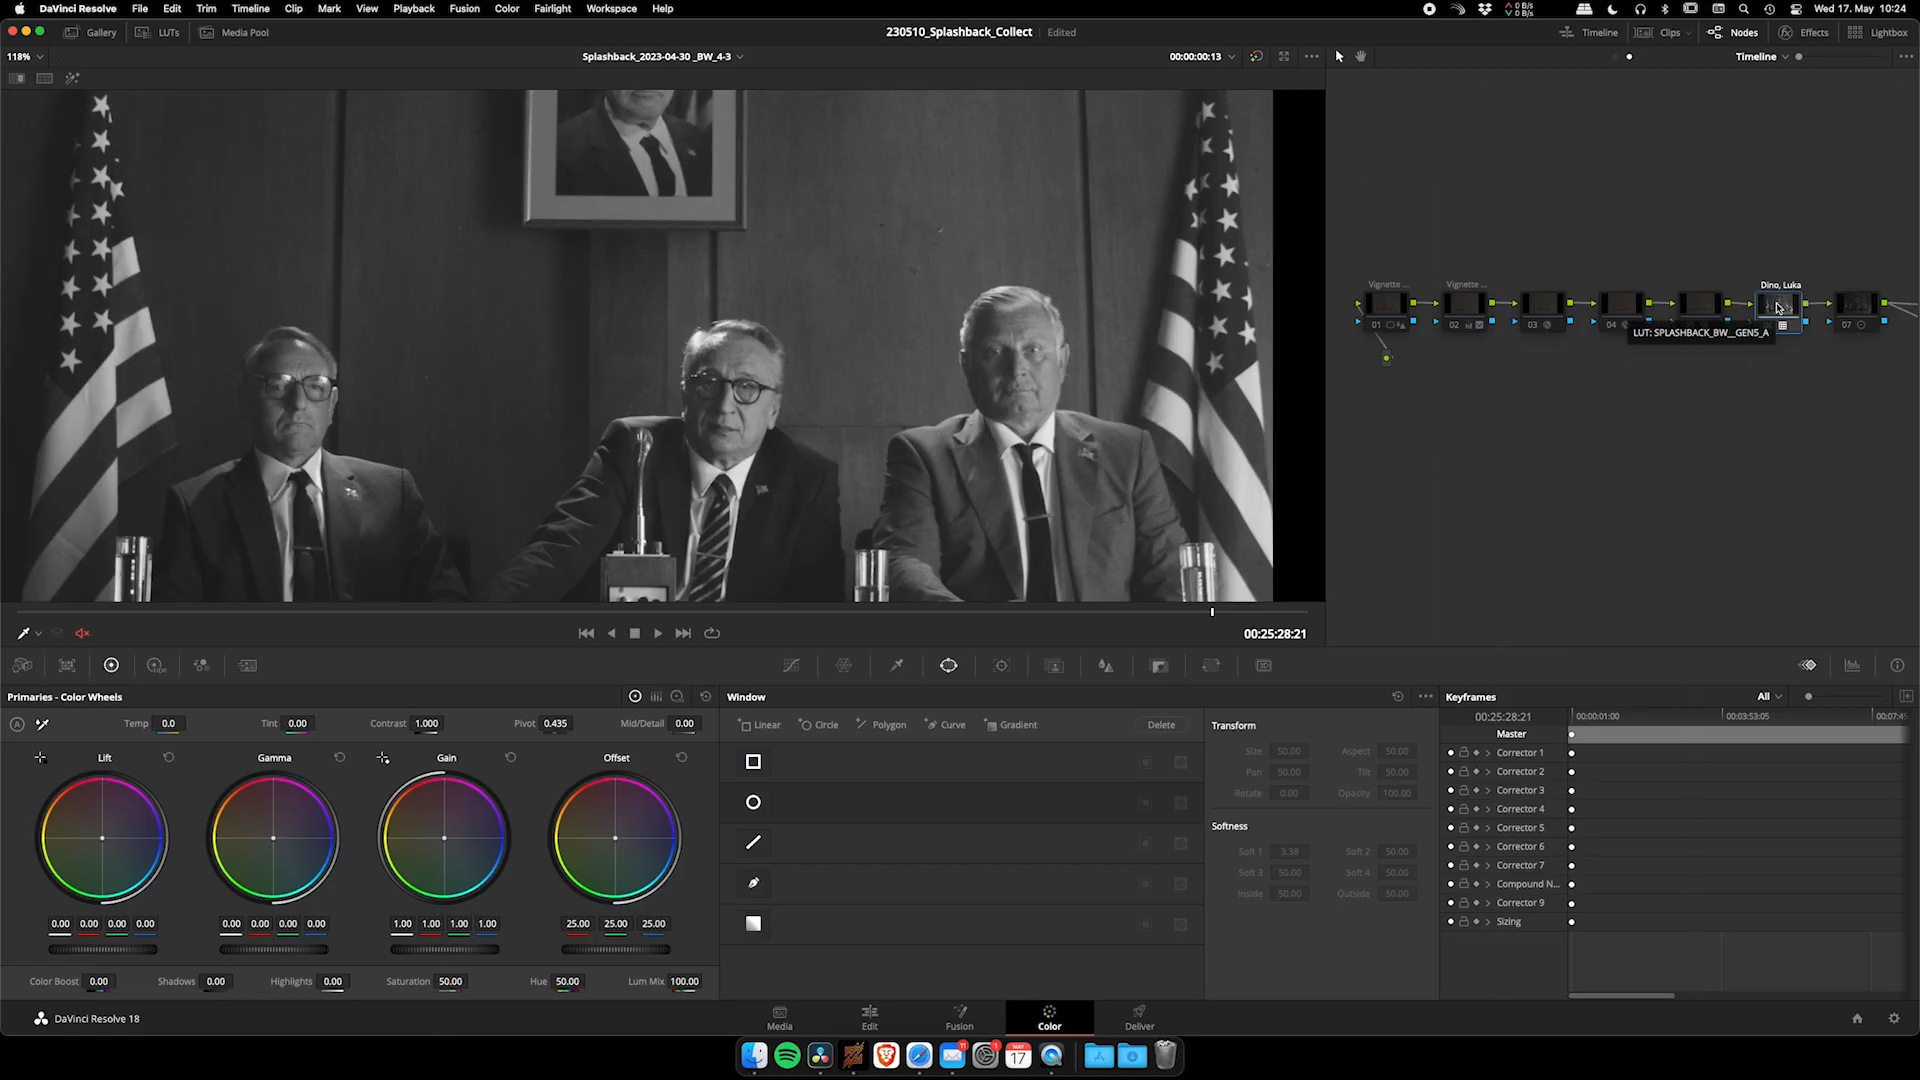 DaVinci Resolve File Edit Trim Timeline Clip Mark View Playback Fusion Color Fairlight Workspace Help
0 B/s
0 B/s
Wed 17. May 10:24
Gallery LUTs Media Pool
230510_Splashback_Collect Edited
Timeline Clips Nodes Effects Lightbox
118%
Splashback_2023-04-30 _BW_4-3
00:00:00:13
Timeline
Vignette ... Vignette ... Dino, Luka
01 02 03 04 07
LUT: SPLASHBACK_BW__GEN5_A
00:25:28:21
Primaries - Color Wheels
Temp 0.0 Tint 0.00 Contrast 1.000 Pivot 0.435 Mid/Detail 0.00
Lift Gamma Gain Offset
0.00 0.00 0.00 0.00 0.00 0.00 0.00 0.00 1.00 1.00 1.00 1.00 25.00 25.00 25.00
Color Boost 0.00 Shadows 0.00 Highlights 0.00 Saturation 50.00 Hue 50.00 Lum Mix 100.00
Window
Linear Circle Polygon Curve Gradient Delete
Transform
Size 50.00 Aspect 50.00
Pan 50.00 Tilt 50.00
Rotate 0.00 Opacity 100.00
Softness
Soft 1 3.38 Soft 2 50.00
Soft 3 50.00 Soft 4 50.00
Inside 50.00 Outside 50.00
Keyframes All
00:25:28:21 00:00:01:00 00:03:53:05 00:07:45
Master
Corrector 1
Corrector 2
Corrector 3
Corrector 4
Corrector 5
Corrector 6
Corrector 7
Compound N...
Corrector 9
Sizing
DaVinci Resolve 18
Media Edit Fusion Color Deliver
11
1
MAY
17